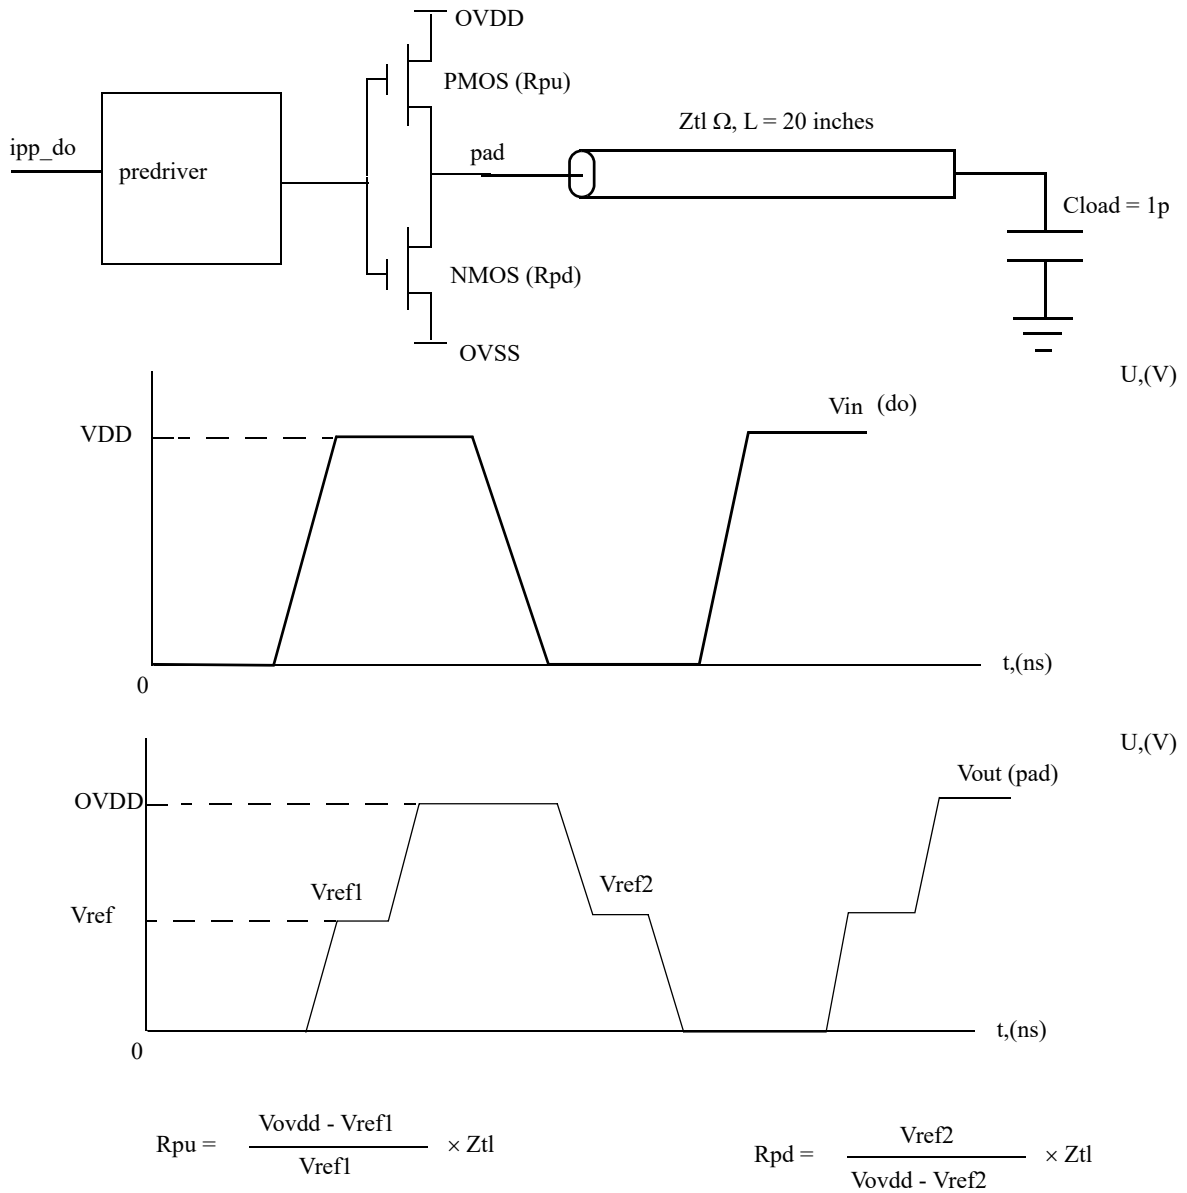 OVDD
PMOS (Rpu)
Ztl Ω, L = 20 inches
ipp_do
pad
predriver
Cload = 1p
NMOS (Rpd)
OVSS
U,(V)
Vin (do)
VDD
t,(ns)
0
U,(V)
Vout (pad)
OVDD
Vref1
Vref2
Vref
t,(ns)
0
Vovdd - Vref1
Rpu = × Ztl
Vref1
Vref2
Rpd = × Ztl
Vovdd - Vref2